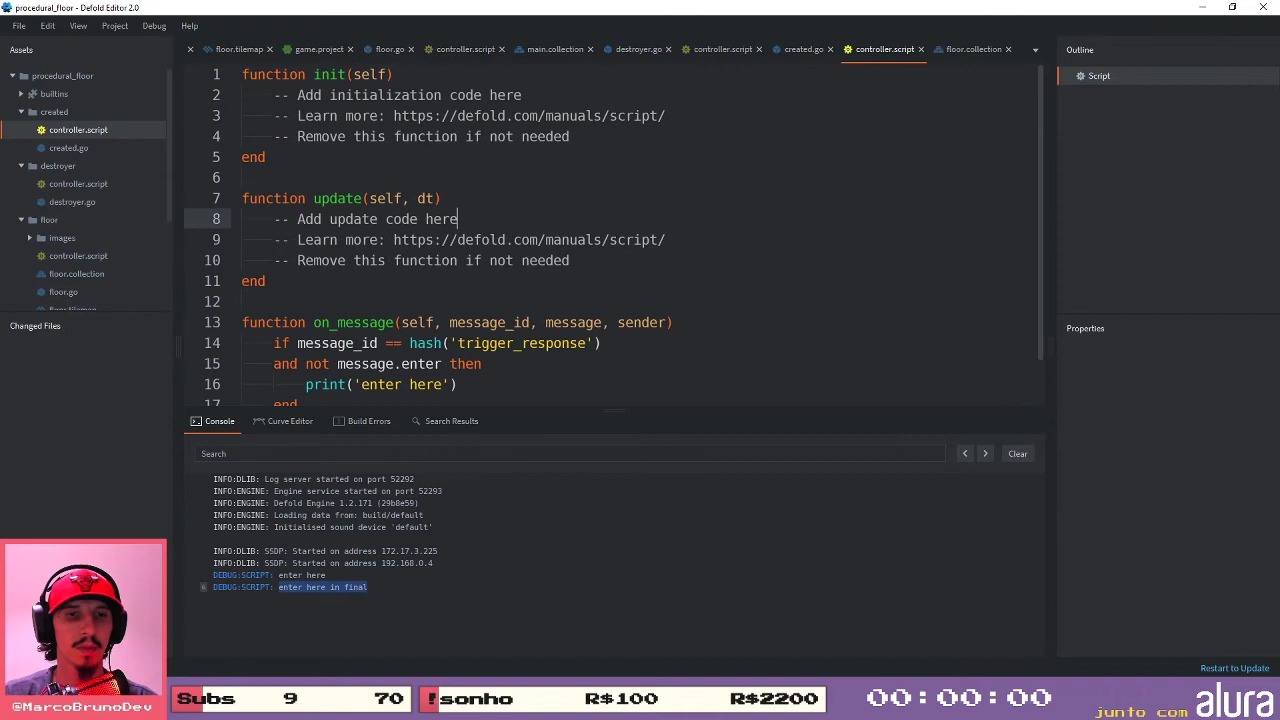 procedural_floor - Defold Editor 2.0
File Edit View Project Debug Help
Assets
floor.tilemap game.project floor.go controller.script main.collection destroyer.go controller.script created.go controller.script floor.collection
Outline
procedural_floor
builtins
created
controller.script
created.go
destroyer
controller.script
destroyer.go
floor
images
controller.script
floor.collection
floor.go
floor.tilemap
Script
1 function init(self)
2 -- Add initialization code here
3 -- Learn more: https://defold.com/manuals/script/
4 -- Remove this function if not needed
5 end
6
7 function update(self, dt)
8 -- Add update code here
9 -- Learn more: https://defold.com/manuals/script/
10 -- Remove this function if not needed
11 end
12
13 function on_message(self, message_id, message, sender)
14 if message_id == hash('trigger_response')
15 and not message.enter then
16 print('enter here')
17 end
Changed Files
Properties
Console Curve Editor Build Errors Search Results
Search
Clear
INFO:DLIB: Log server started on port 52292
INFO:ENGINE: Engine service started on port 52293
INFO:ENGINE: Defold Engine 1.2.171 (29b8e59)
INFO:ENGINE: Loading data from: build/default
INFO:ENGINE: Initialised sound device 'default'
INFO:DLIB: SSDP: Started on address 172.17.3.225
INFO:DLIB: SSDP: Started on address 192.168.0.4
DEBUG:SCRIPT: enter here
DEBUG:SCRIPT: enter here in final
Restart to Update
@MarcoBrunoDev
Subs 9 70
!sonho R$100 R$2200
00:00:00
junto com alura